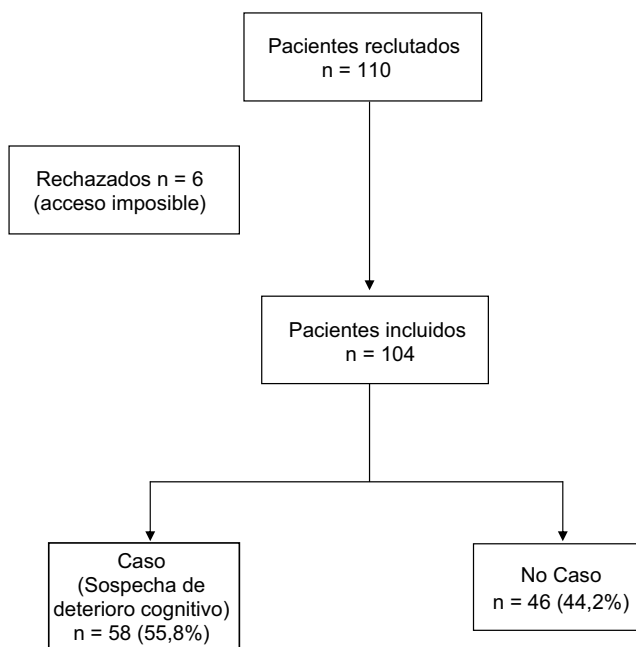 Pacientes reclutados
n = 110
Rechazados n = 6
(acceso imposible)
Pacientes incluidos
n = 104
Caso
(Sospecha de
deterioro cognitivo)
n = 58 (55,8%)
No Caso
n = 46 (44,2%)